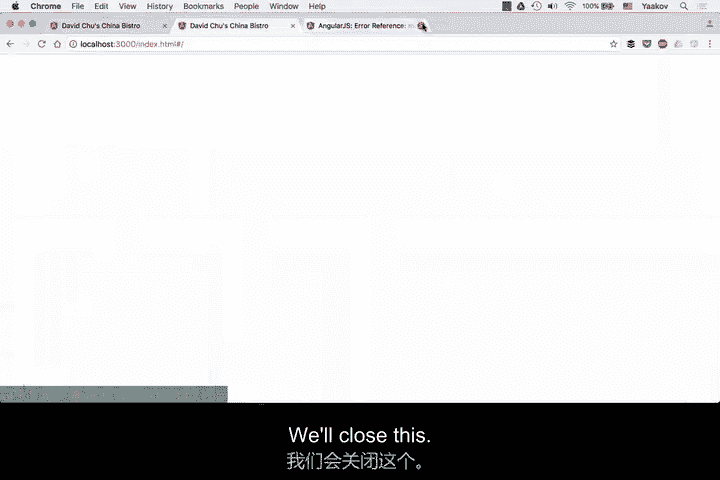 Chrome File Edit View History Bookmarks People Window Help 100% Yaakov
David Chu's China Bistro David Chu's China Bistro AngularJS: Error Reference:
localhost:3000/index.html#/
We'll close this.
我们会关闭这个。